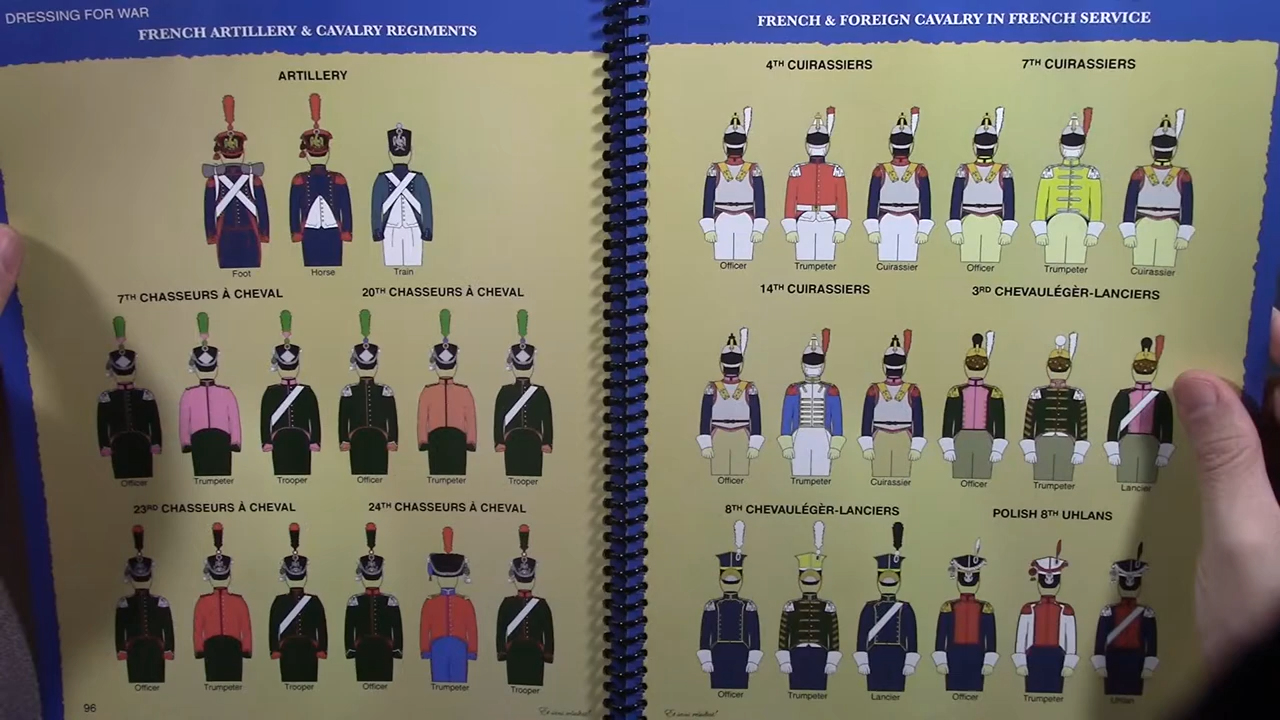 DRESSING FOR WAR
FRENCH ARTILLERY & CAVALRY REGIMENTS
ARTILLERY
Foot
Horse
Train
7TH CHASSEURS À CHEVAL
20TH CHASSEURS À CHEVAL
Officer
Trumpeter
Trooper
Officer
Trumpeter
Trooper
23RD CHASSEURS À CHEVAL
24TH CHASSEURS À CHEVAL
Officer
Trumpeter
Trooper
Officer
Trumpeter
Trooper
96
FRENCH & FOREIGN CAVALRY IN FRENCH SERVICE
4TH CUIRASSIERS
7TH CUIRASSIERS
Officer
Trumpeter
Cuirassier
Officer
Trumpeter
Cuirassier
14TH CUIRASSIERS
3RD CHEVAULÉGÈR-LANCIERS
Officer
Trumpeter
Cuirassier
Officer
Trumpeter
Lancier
8TH CHEVAULÉGÈR-LANCIERS
POLISH 8TH UHLANS
Officer
Trumpeter
Lancier
Officer
Trumpeter
Uhlan